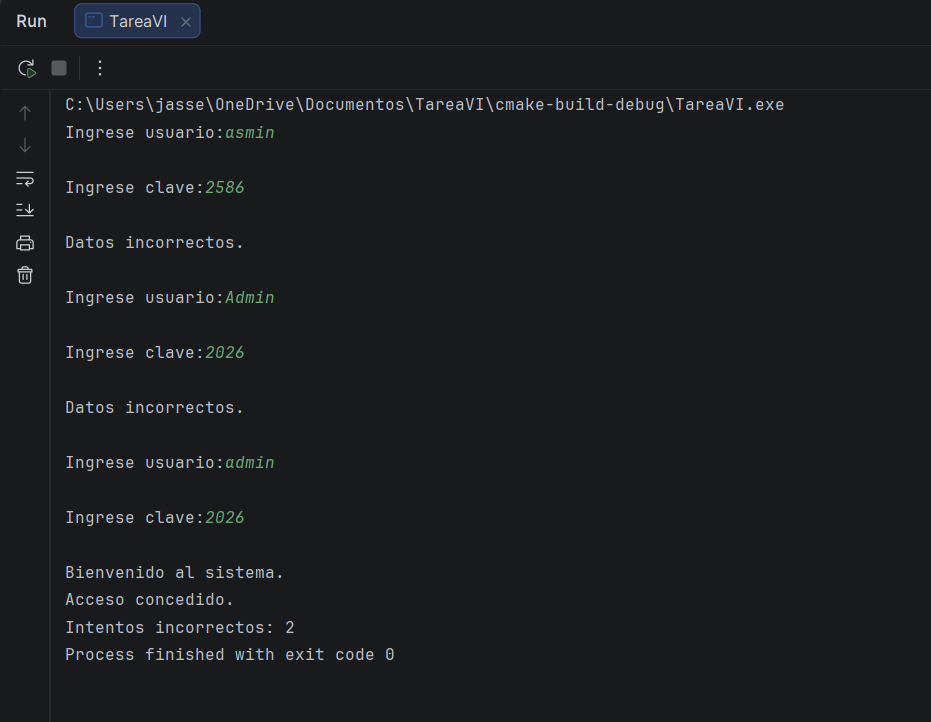 Run TareaVI
C:\Users\jasse\OneDrive\Documentos\TareaVI\cmake-build-debug\TareaVI.exe
Ingrese usuario:asmin
Ingrese clave:2586
Datos incorrectos.
Ingrese usuario:Admin
Ingrese clave:2026
Datos incorrectos.
Ingrese usuario:admin
Ingrese clave:2026
Bienvenido al sistema.
Acceso concedido.
Intentos incorrectos: 2
Process finished with exit code 0